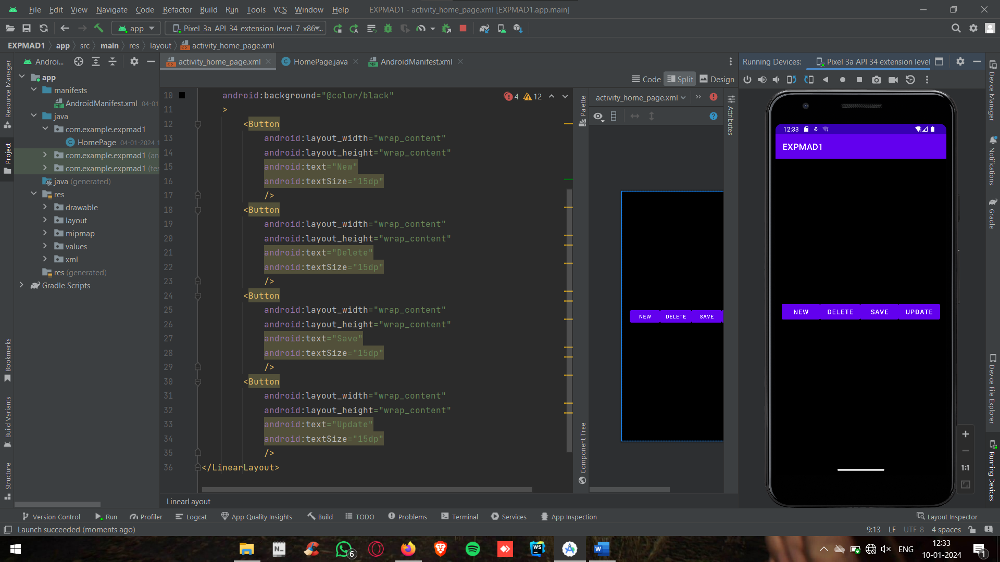 File Edit View Navigate Code Refactor Build Run Tools VCS Window Help EXPMAD1 - activity_home_page.xml [EXPMAD1.app.main]
app Pixel_3a_API_34_extension_level_7_x86
EXPMAD1 app src main res layout activity_home_page.xml
Androi... activity_home_page.xml HomePage.java AndroidManifest.xml Running Devices: Pixel 3a API 34 extension level
Code Split Design
Resource Manager
Project
Bookmarks
Build Variants
Structure
app
manifests
AndroidManifest.xml 04-01
java
com.example.expmad1
HomePage 04-01-2024 1
com.example.expmad1 (an
com.example.expmad1 (tes
java (generated)
res
drawable
layout
mipmap
values
xml
res (generated)
Gradle Scripts
10 android:background="@color/black" 4 12
11 >
12 <Button
13 android:layout_width="wrap_content"
14 android:layout_height="wrap_content"
15 android:text="New"
16 android:textSize="15dp"
17 />
18 <Button
19 android:layout_width="wrap_content"
20 android:layout_height="wrap_content"
21 android:text="Delete"
22 android:textSize="15dp"
23 />
24 <Button
25 android:layout_width="wrap_content"
26 android:layout_height="wrap_content"
27 android:text="Save"
28 android:textSize="15dp"
29 />
30 <Button
31 android:layout_width="wrap_content"
32 android:layout_height="wrap_content"
33 android:text="Update"
34 android:textSize="15dp"
35 />
36 </LinearLayout>
LinearLayout
Palette
Component Tree
activity_home_page.xml »
NEW DELETE SAVE
Attributes
12:33
EXPMAD1
NEW DELETE SAVE UPDATE
1:1
Device Manager
Notifications
Gradle
Device File Explorer
Running Devices
Version Control Run Profiler Logcat App Quality Insights Build TODO Problems Terminal Services App Inspection Layout Inspector
Launch succeeded (moments ago) 9:13 LF UTF-8 4 spaces
6 WS W ENG 12:33
10-01-2024 1